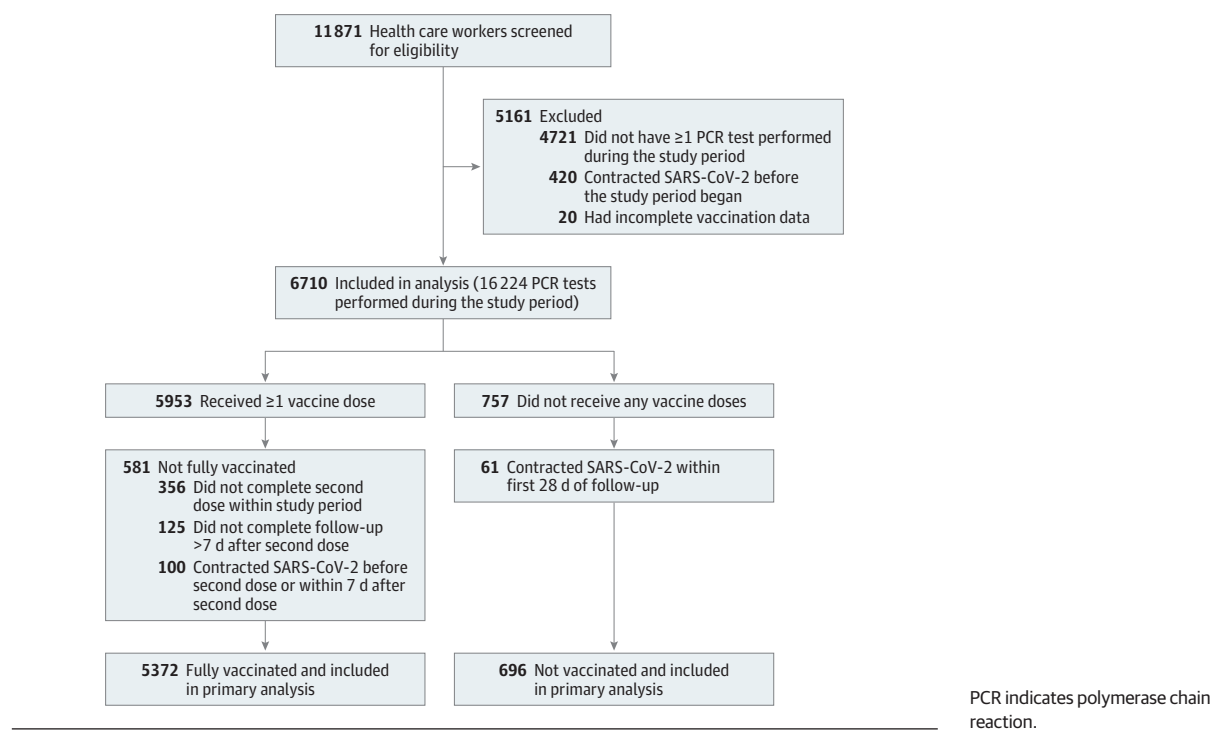 11871 Health care workers screened
for eligibility
5161 Excluded
4721 Did not have ≥1 PCR test performed
during the study period
420 Contracted SARS-CoV-2 before
the study period began
20 Had incomplete vaccination data
6710 Included in analysis (16224 PCR tests
performed during the study period)
5953 Received ≥1 vaccine dose
757 Did not receive any vaccine doses
581 Not fully vaccinated
356 Did not complete second
dose within study period
125 Did not complete follow-up
>7 d after second dose
100 Contracted SARS-CoV-2 before
second dose or within 7 d after
second dose
61 Contracted SARS-CoV-2 within
first 28 d of follow-up
5372 Fully vaccinated and included
in primary analysis
696 Not vaccinated and included
in primary analysis
PCR indicates polymerase chain
reaction.